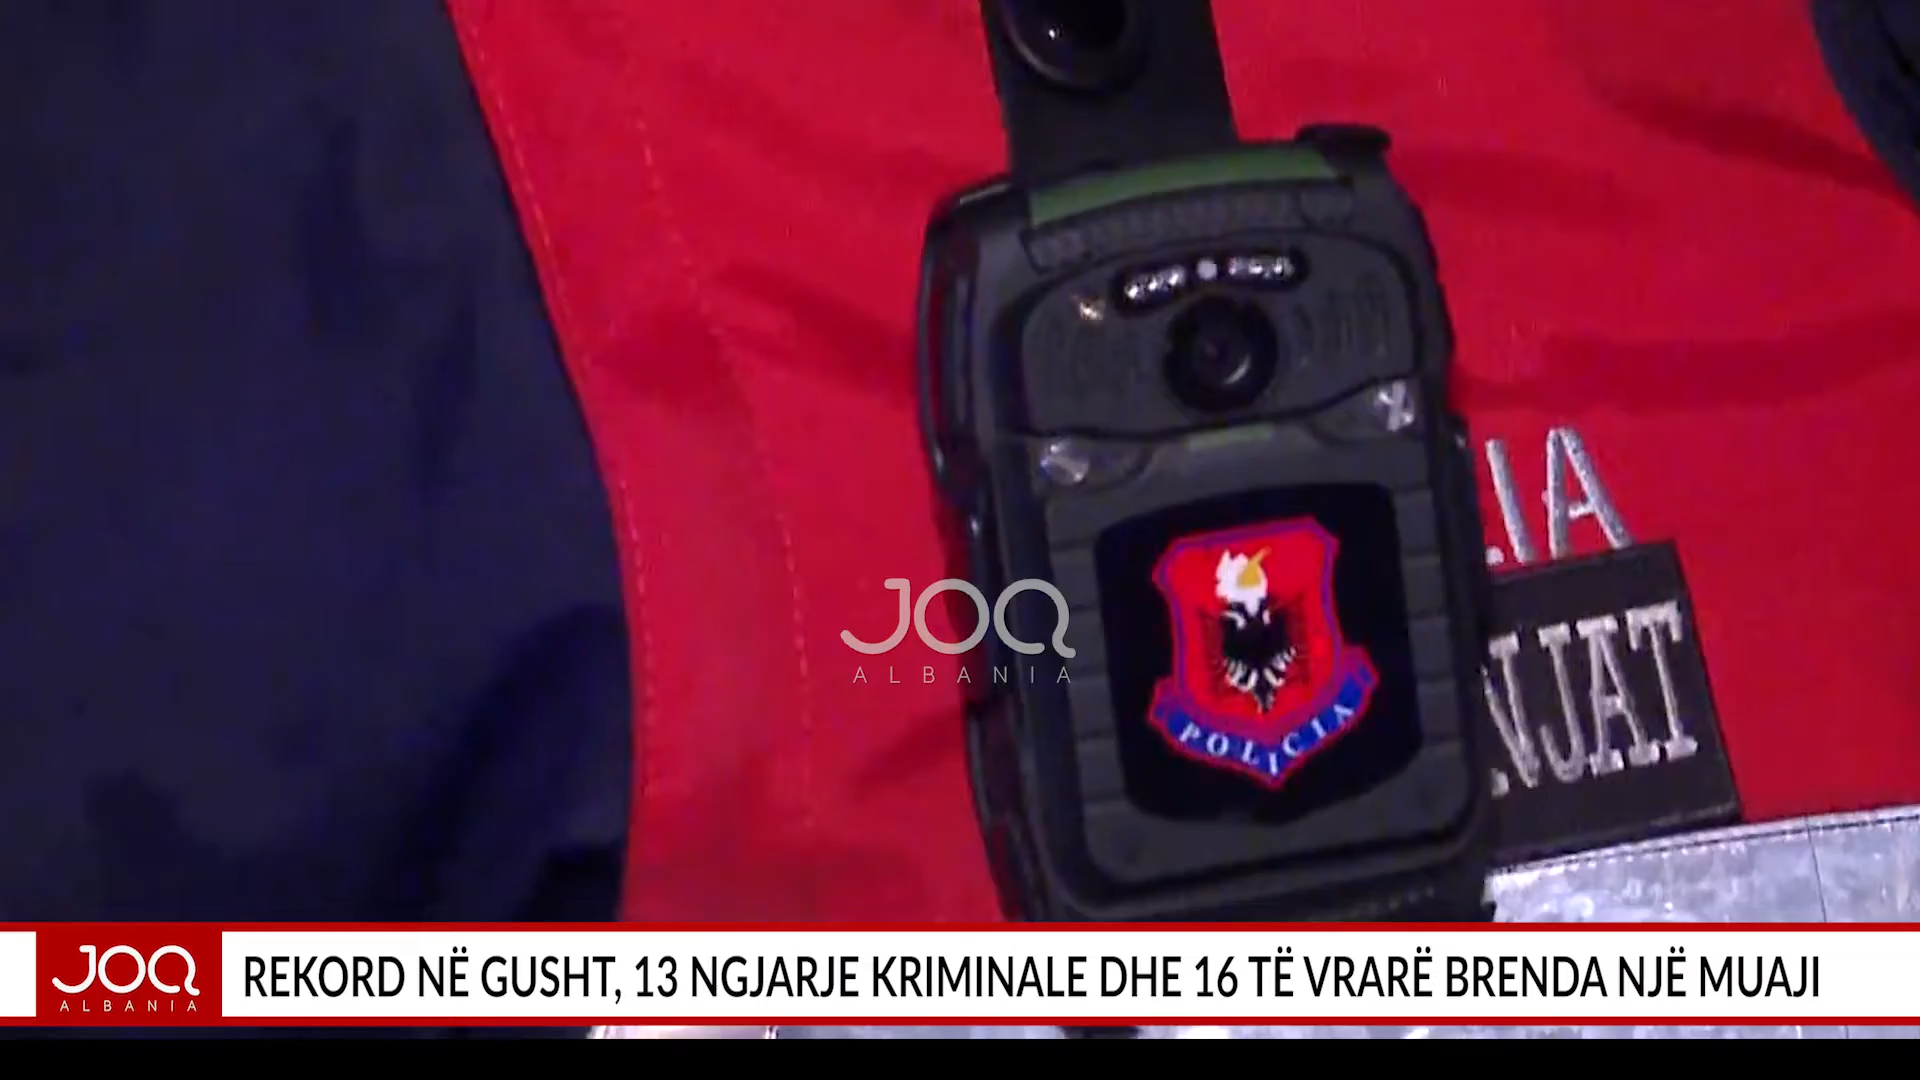 .IA
NJAT
POLICIA
JOQ
ALBANIA
JOQ
ALBANIA
REKORD NË GUSHT, 13 NGJARJE KRIMINALE DHE 16 TË VRARË BRENDA NJË MUAJI